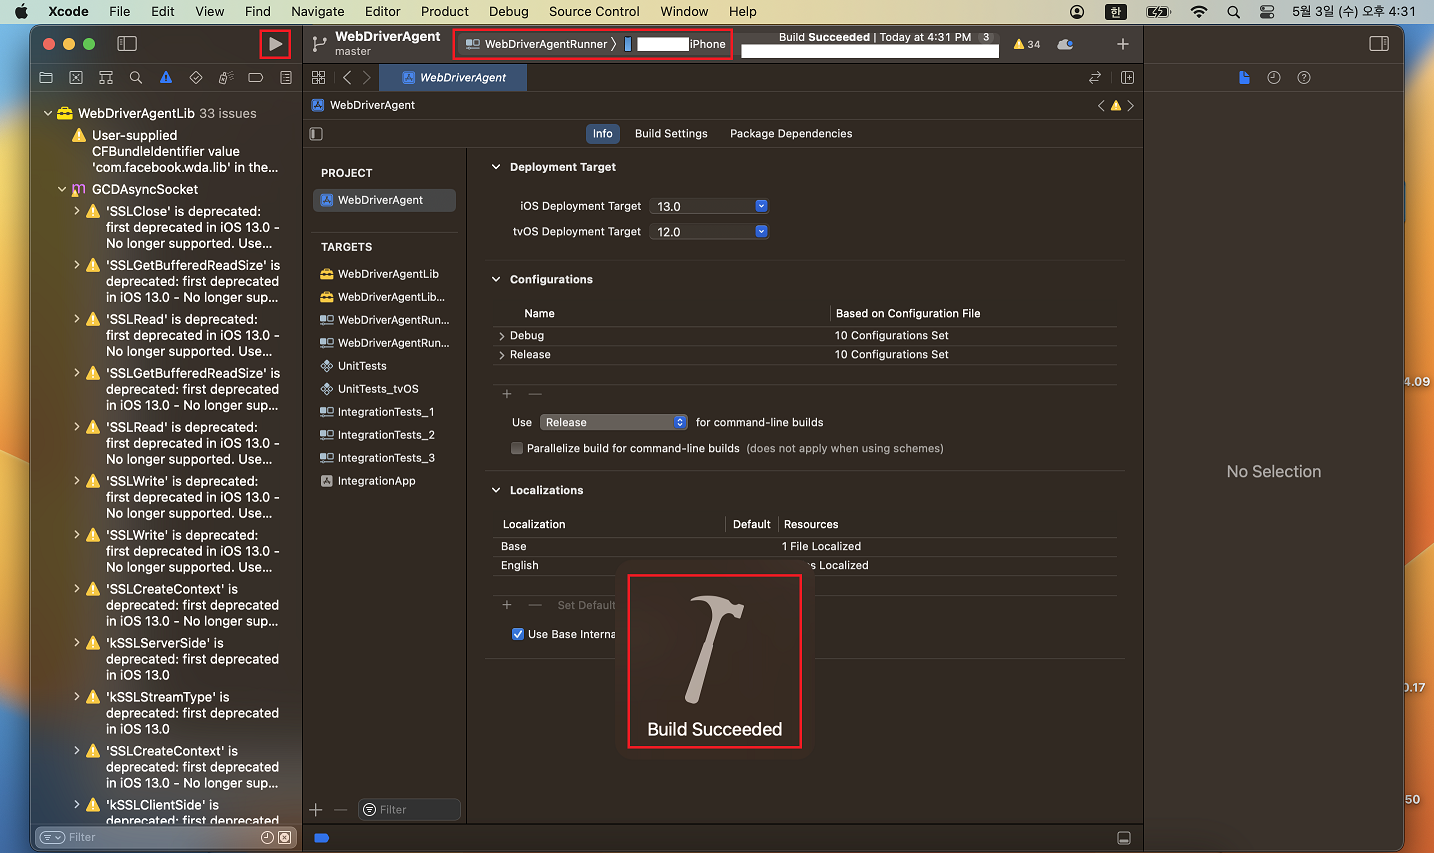 Xcode File Edit View Find Navigate Editor Product Debug Source Control Window Help 한 5월 3일 (수) 오후 4:31
WebDriverAgent
master
WebDriverAgentRunner 〉 iPhone
Build Succeeded | Today at 4:31 PM 3
34
WebDriverAgent
WebDriverAgent
Info Build Settings Package Dependencies
WebDriverAgentLib 33 issues
User-supplied
CFBundleIdentifier value
'com.facebook.wda.lib' in the...
GCDAsyncSocket
'SSLClose' is deprecated:
first deprecated in iOS 13.0 -
No longer supported. Use...
'SSLGetBufferedReadSize' is
deprecated: first deprecated
in iOS 13.0 - No longer sup...
'SSLRead' is deprecated:
first deprecated in iOS 13.0 -
No longer supported. Use...
'SSLGetBufferedReadSize' is
deprecated: first deprecated
in iOS 13.0 - No longer sup...
'SSLRead' is deprecated:
first deprecated in iOS 13.0 -
No longer supported. Use...
'SSLWrite' is deprecated:
first deprecated in iOS 13.0 -
No longer supported. Use...
'SSLWrite' is deprecated:
first deprecated in iOS 13.0 -
No longer supported. Use...
'SSLCreateContext' is
deprecated: first deprecated
in iOS 13.0 - No longer sup...
'kSSLServerSide' is
deprecated: first deprecated
in iOS 13.0
'kSSLStreamType' is
deprecated: first deprecated
in iOS 13.0
'SSLCreateContext' is
deprecated: first deprecated
in iOS 13.0 - No longer sup...
'kSSLClientSide' is
deprecated: first deprecated
Filter
PROJECT
WebDriverAgent
TARGETS
WebDriverAgentLib
WebDriverAgentLib...
WebDriverAgentRun...
WebDriverAgentRun...
UnitTests
UnitTests_tvOS
IntegrationTests_1
IntegrationTests_2
IntegrationTests_3
IntegrationApp
Filter
Deployment Target
iOS Deployment Target 13.0
tvOS Deployment Target 12.0
Configurations
Name Based on Configuration File
Debug 10 Configurations Set
Release 10 Configurations Set
Use Release for command-line builds
Parallelize build for command-line builds (does not apply when using schemes)
Localizations
Localization Default Resources
Base 1 File Localized
English s Localized
Set Default
Use Base Interna
Build Succeeded
No Selection
4.09
0.17
50